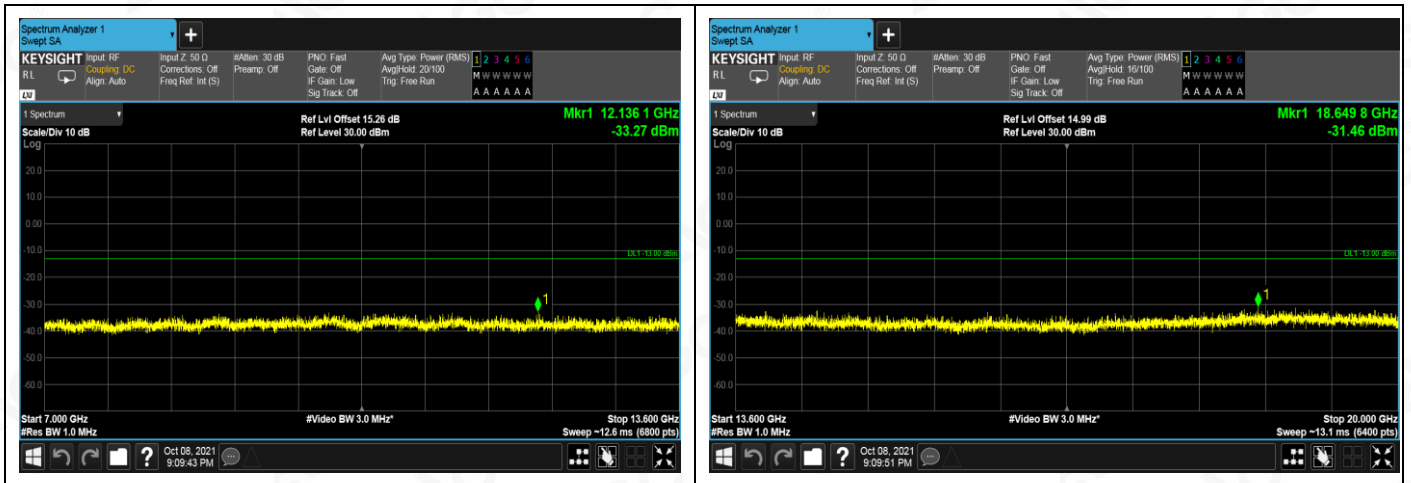 Spectrum Analyzer 1
Swept SA
+
KEYSIGHT Input: RF Input Z: 50 Ω #Atten: 30 dB PNO: Fast Avg Type: Power (RMS) 1 2 3 4 5 6
RL Coupling: DC Corrections: Off Preamp: Off Gate: Off Avg|Hold: 20/100 M W W W W W
Align: Auto Freq Ref: Int (S) IF Gain: Low Trig: Free Run
LXI Sig Track: Off A A A A A A
1 Spectrum Ref Lvl Offset 15.26 dB Mkr1 12.136 1 GHz
Scale/Div 10 dB Ref Level 30.00 dBm -33.27 dBm
Log
20.0
10.0
0.00
-10.0
DL1 -13.00 dBm
-20.0
-30.0
1
-40.0
-50.0
-60.0
Start 7.000 GHz #Video BW 3.0 MHz* Stop 13.600 GHz
#Res BW 1.0 MHz Sweep ~12.6 ms (6800 pts)
? Oct 08, 2021
9:09:43 PM
Spectrum Analyzer 1
Swept SA
+
KEYSIGHT Input: RF Input Z: 50 Ω #Atten: 30 dB PNO: Fast Avg Type: Power (RMS) 1 2 3 4 5 6
RL Coupling: DC Corrections: Off Preamp: Off Gate: Off Avg|Hold: 16/100 M W W W W W
Align: Auto Freq Ref: Int (S) IF Gain: Low Trig: Free Run
LXI Sig Track: Off A A A A A A
1 Spectrum Ref Lvl Offset 14.99 dB Mkr1 18.649 8 GHz
Scale/Div 10 dB Ref Level 30.00 dBm -31.46 dBm
Log
20.0
10.0
0.00
-10.0
DL1 -13.00 dBm
-20.0
-30.0
1
-40.0
-50.0
-60.0
Start 13.600 GHz #Video BW 3.0 MHz* Stop 20.000 GHz
#Res BW 1.0 MHz Sweep ~13.1 ms (6400 pts)
? Oct 08, 2021
9:09:51 PM